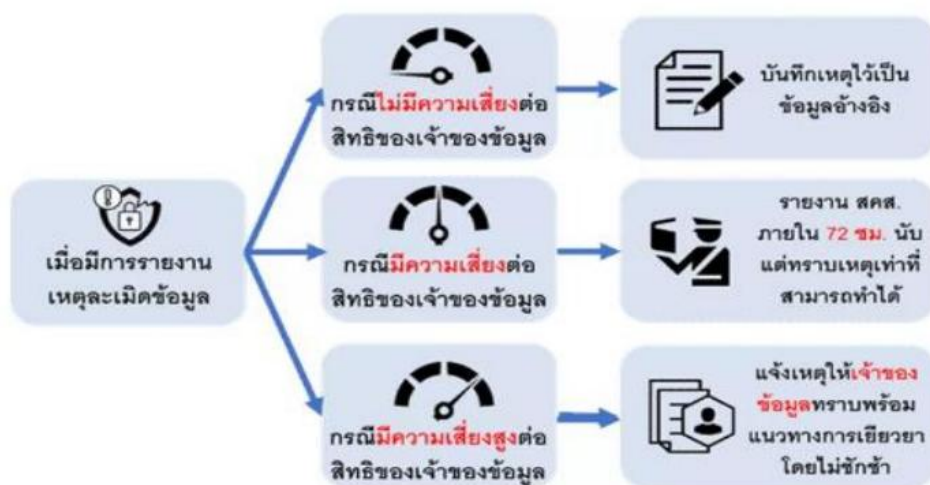 เมื่อมีการรายงาน
เหตุละเมิดข้อมูล
กรณีไม่มีความเสี่ยงต่อ
สิทธิของเจ้าของข้อมูล
บันทึกเหตุไว้เป็น
ข้อมูลอ้างอิง
กรณีมีความเสี่ยงต่อ
สิทธิของเจ้าของข้อมูล
รายงาน สคส.
ภายใน 72 ชม. นับ
แต่ทราบเหตุเท่าที่
สามารถทำได้
กรณีมีความเสี่ยงสูงต่อ
สิทธิของเจ้าของข้อมูล
แจ้งเหตุให้เจ้าของ
ข้อมูลทราบพร้อม
แนวทางการเยียวยา
โดยไม่ชักช้า